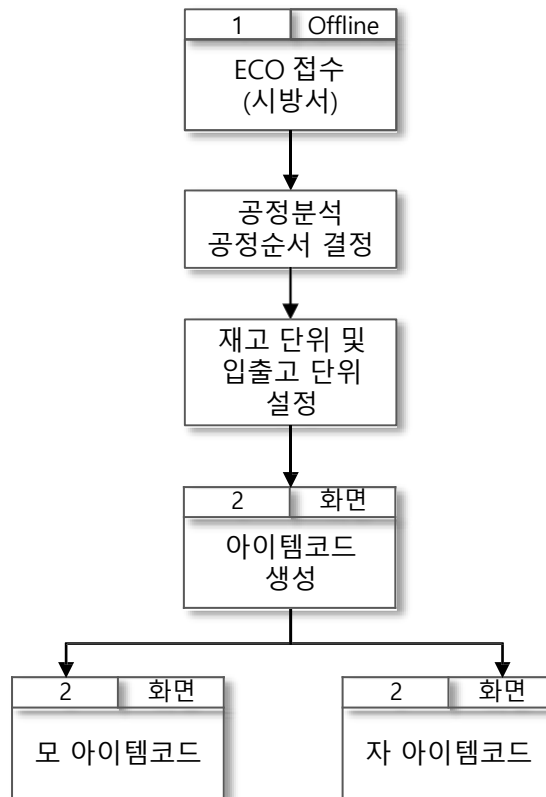 1 Offline
ECO 접수
(시방서)
공정분석
공정순서 결정
재고 단위 및
입출고 단위
설정
2 화면
아이템코드
생성
2 화면
모 아이템코드
2 화면
자 아이템코드